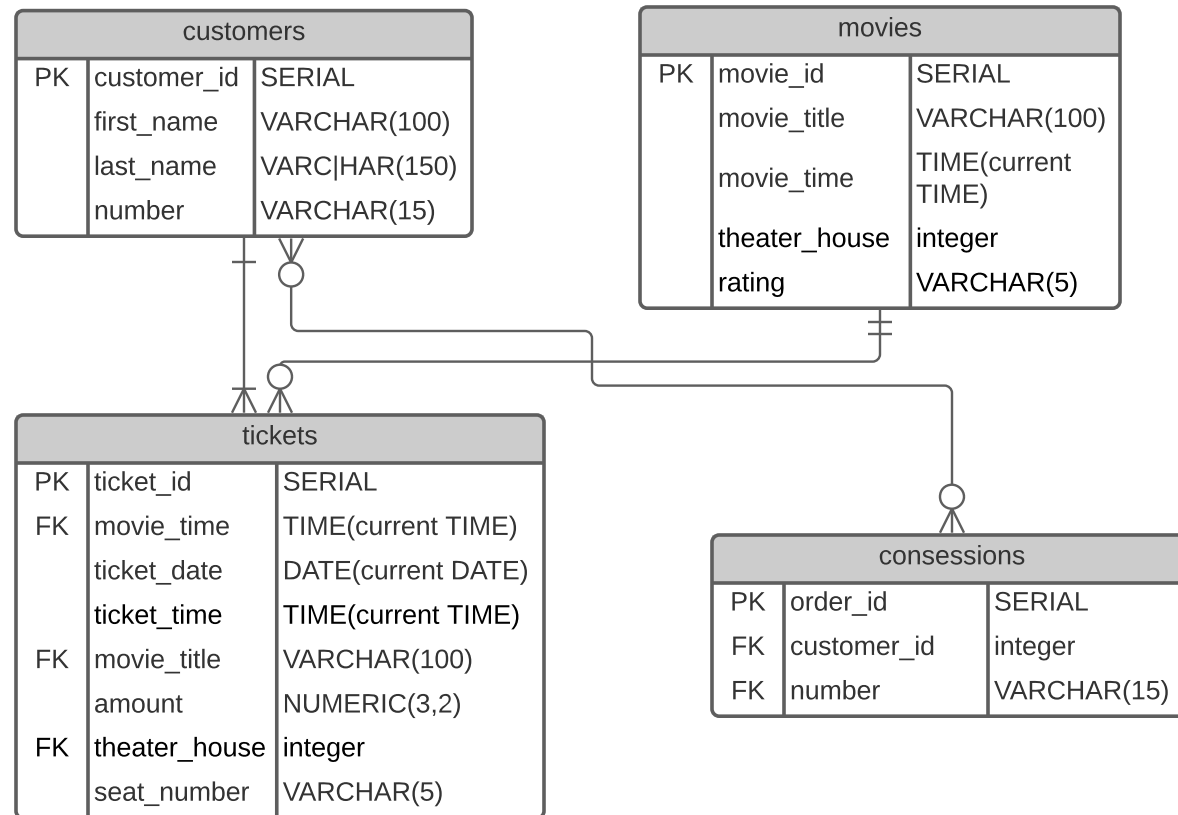 customers
PK customer_id SERIAL
first_name VARCHAR(100)
last_name VARC|HAR(150)
number VARCHAR(15)
movies
PK movie_id SERIAL
movie_title VARCHAR(100)
movie_time TIME(current
TIME)
theater_house integer
rating VARCHAR(5)
tickets
PK ticket_id SERIAL
FK movie_time TIME(current TIME)
ticket_date DATE(current DATE)
ticket_time TIME(current TIME)
FK movie_title VARCHAR(100)
amount NUMERIC(3,2)
FK theater_house integer
seat_number VARCHAR(5)
consessions
PK order_id SERIAL
FK customer_id integer
FK number VARCHAR(15)